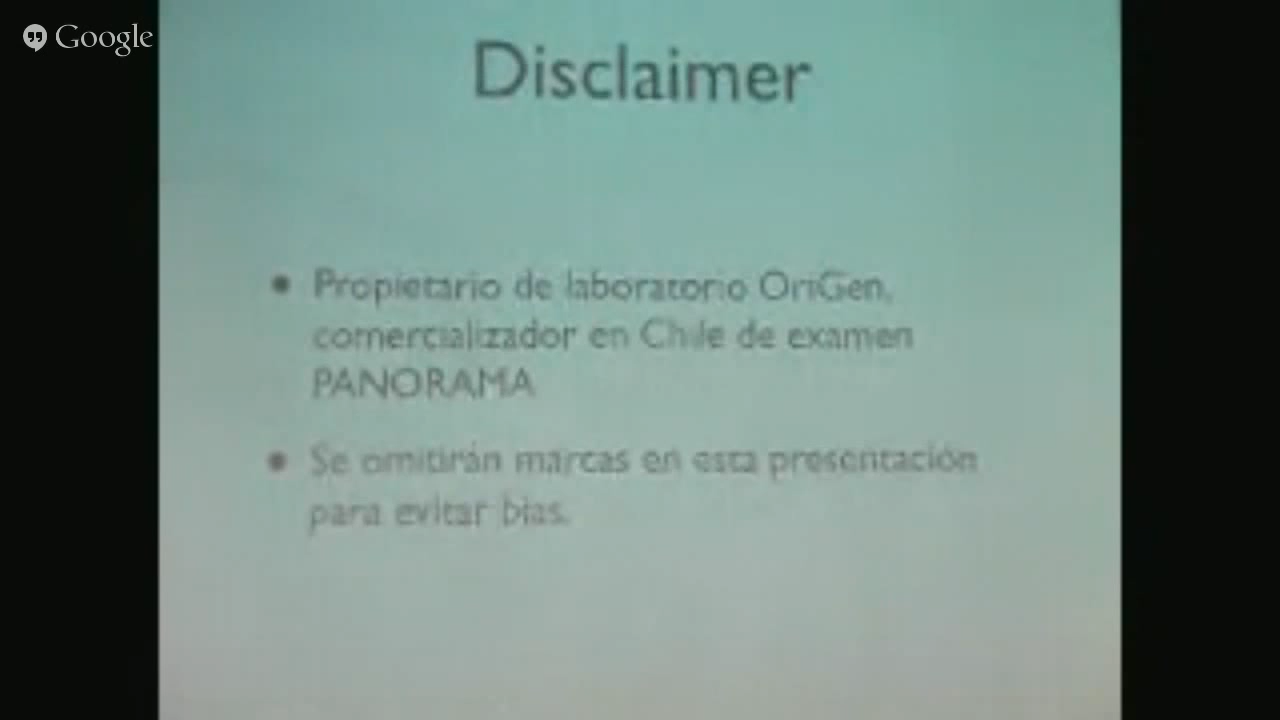 Google
Disclaimer
• Propietario de laboratorio OriGen,
comercializador en Chile de examen
PANORAMA
• Se omitirán marcas en esta presentación
para evitar bias.